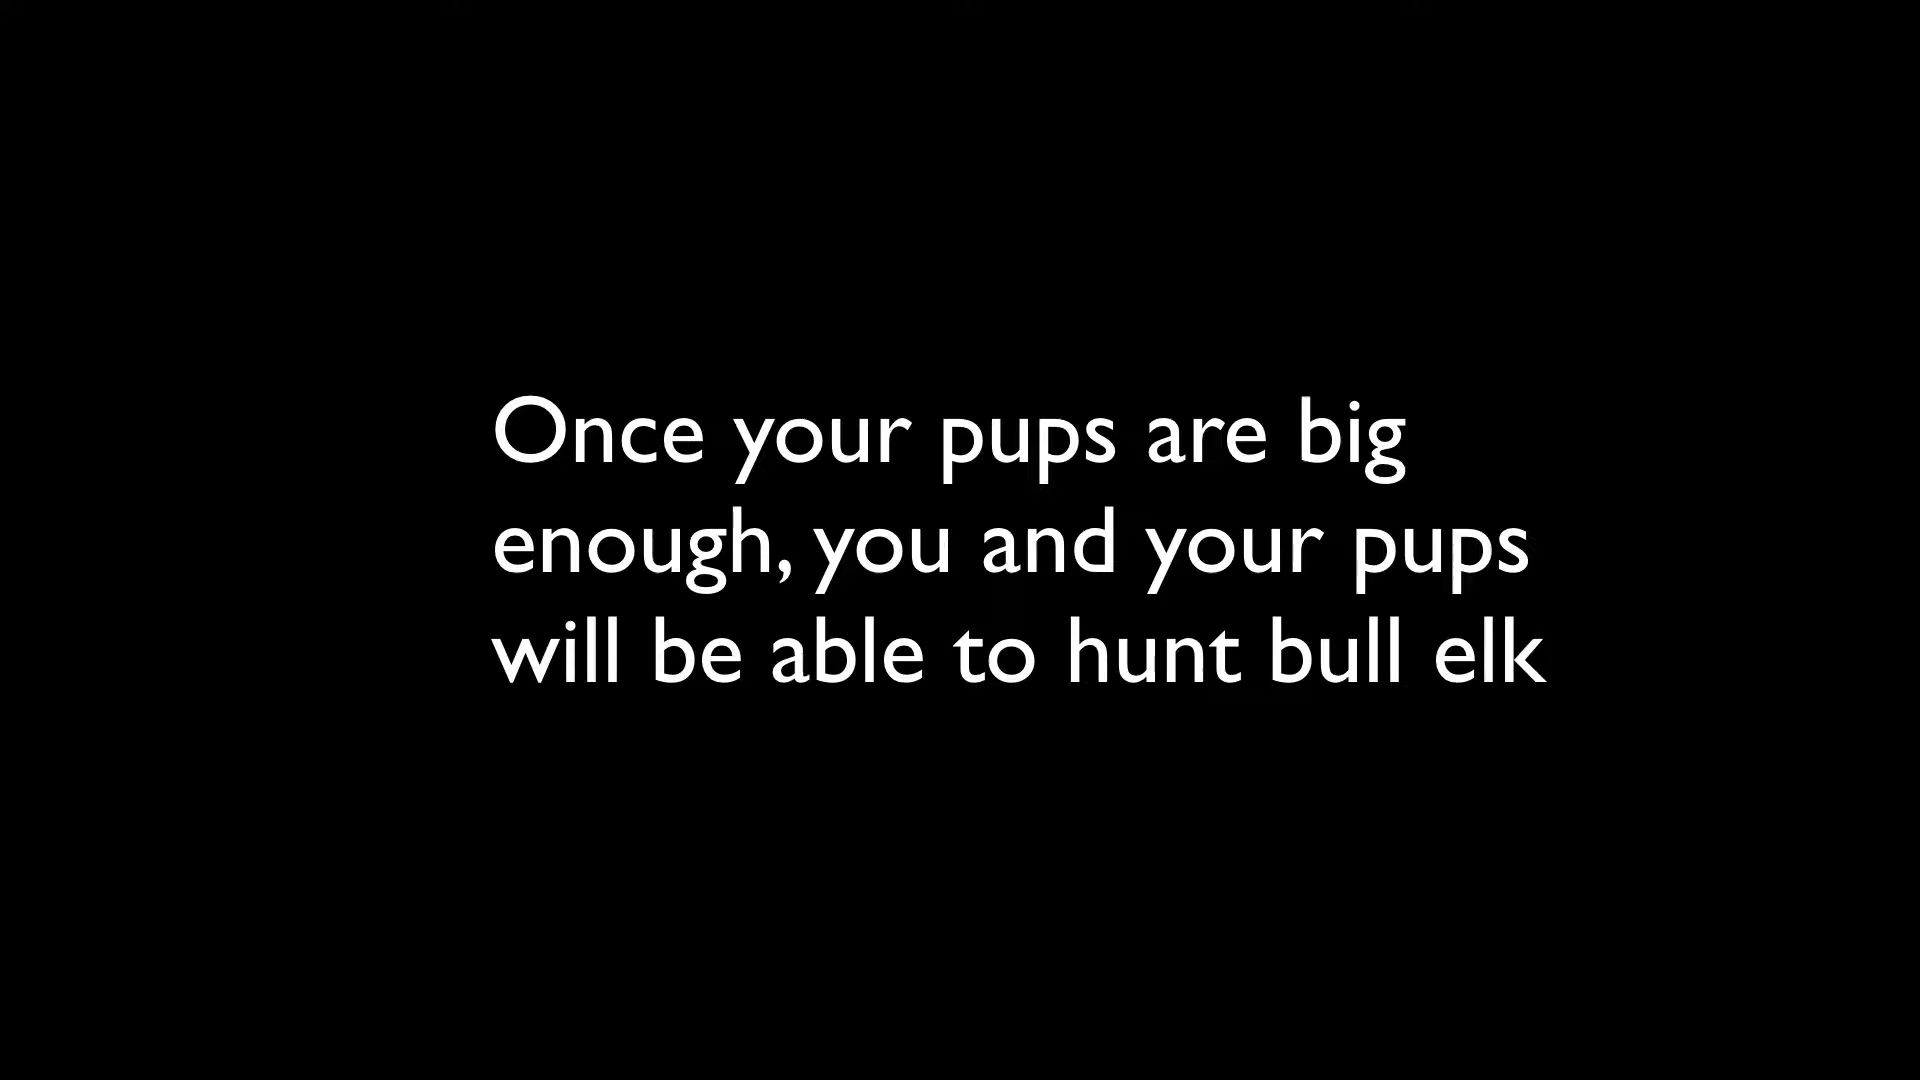 Once your pups are big
enough, you and your pups
will be able to hunt bull elk